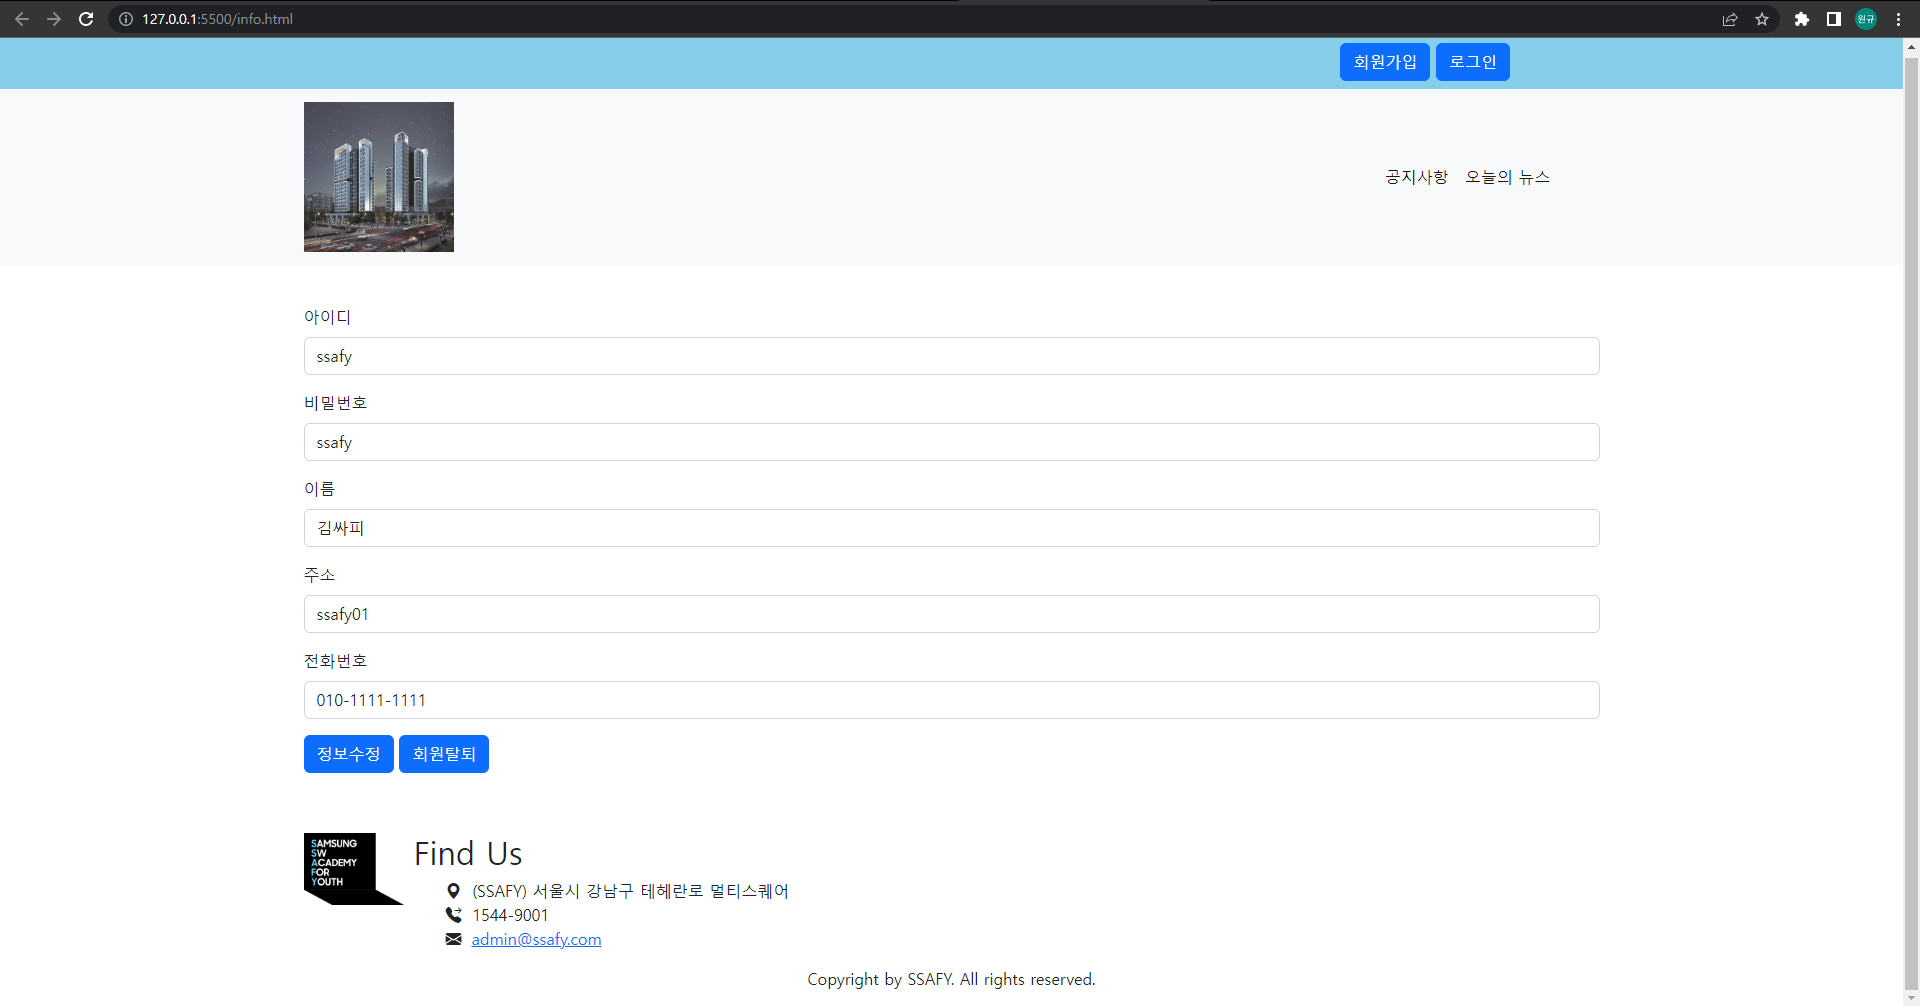 127.0.0.1:5500/info.html
원규
회원가입 로그인
공지사항 오늘의 뉴스
아이디
ssafy
비밀번호
ssafy
이름
김싸피
주소
ssafy01
전화번호
010-1111-1111
정보수정 회원탈퇴
SAMSUNG
SW
ACADEMY
FOR
YOUTH
Find Us
(SSAFY) 서울시 강남구 테헤란로 멀티스퀘어
1544-9001
admin@ssafy.com
Copyright by SSAFY. All rights reserved.